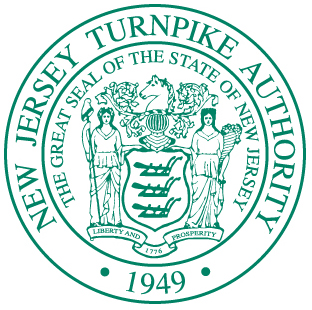 NEW JERSEY TURNPIKE AUTHORITY
THE GREAT SEAL OF THE STATE OF NEW JERSEY
LIBERTY AND PROSPERITY
1776
• 1949 •